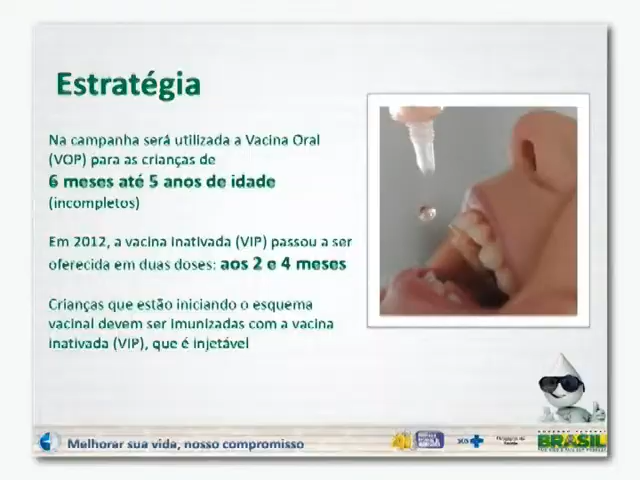 Estratégia
Na campanha será utilizada a Vacina Oral
(VOP) para as crianças de
6 meses até 5 anos de idade
(incompletos)
Em 2012, a vacina inativada (VIP) passou a ser
oferecida em duas doses: aos 2 e 4 meses
Crianças que estão iniciando o esquema
vacinal devem ser imunizadas com a vacina
inativada (VIP), que é injetável
Melhorar sua vida, nosso compromisso
SUS
BRASIL